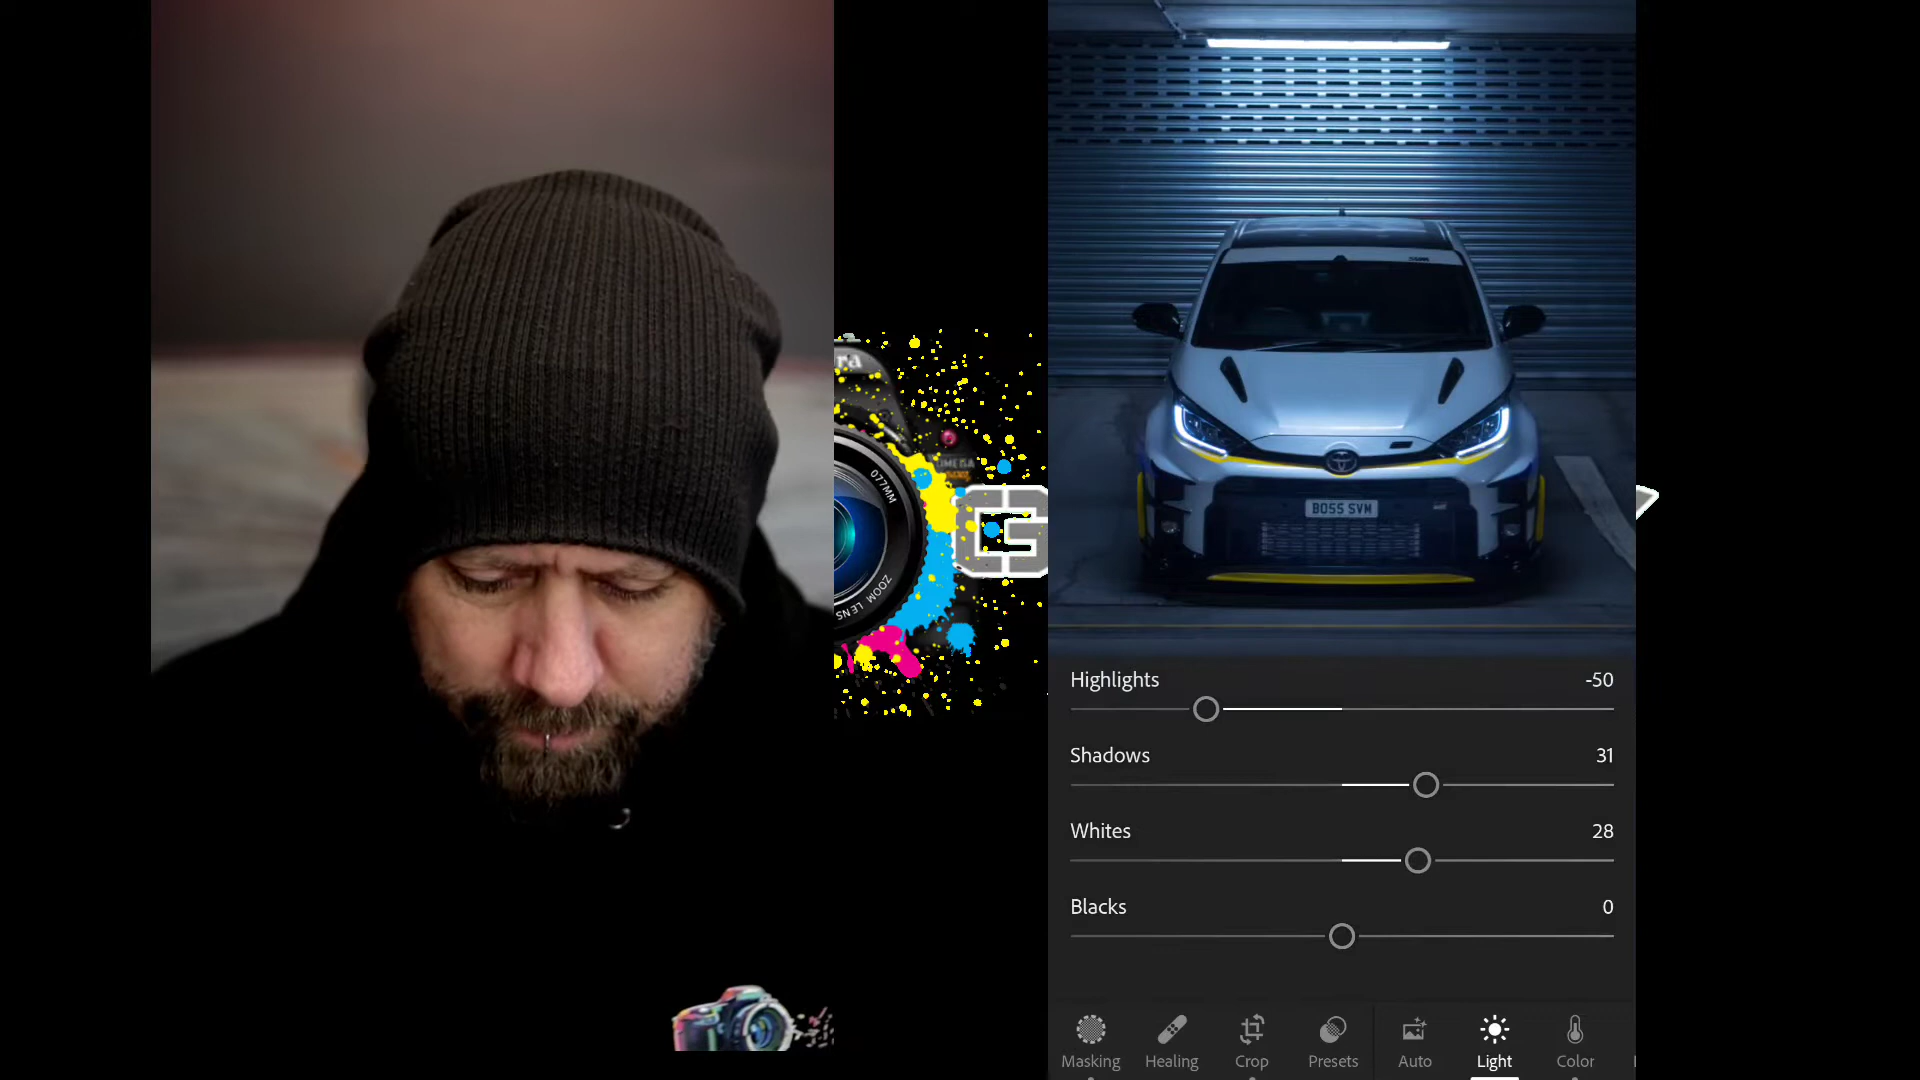 077MM
ZOOM LENS
G
BOSS SVM
Highlights -50
Shadows 31
Whites 28
Blacks 0
Masking Healing Crop Presets Auto Light Color